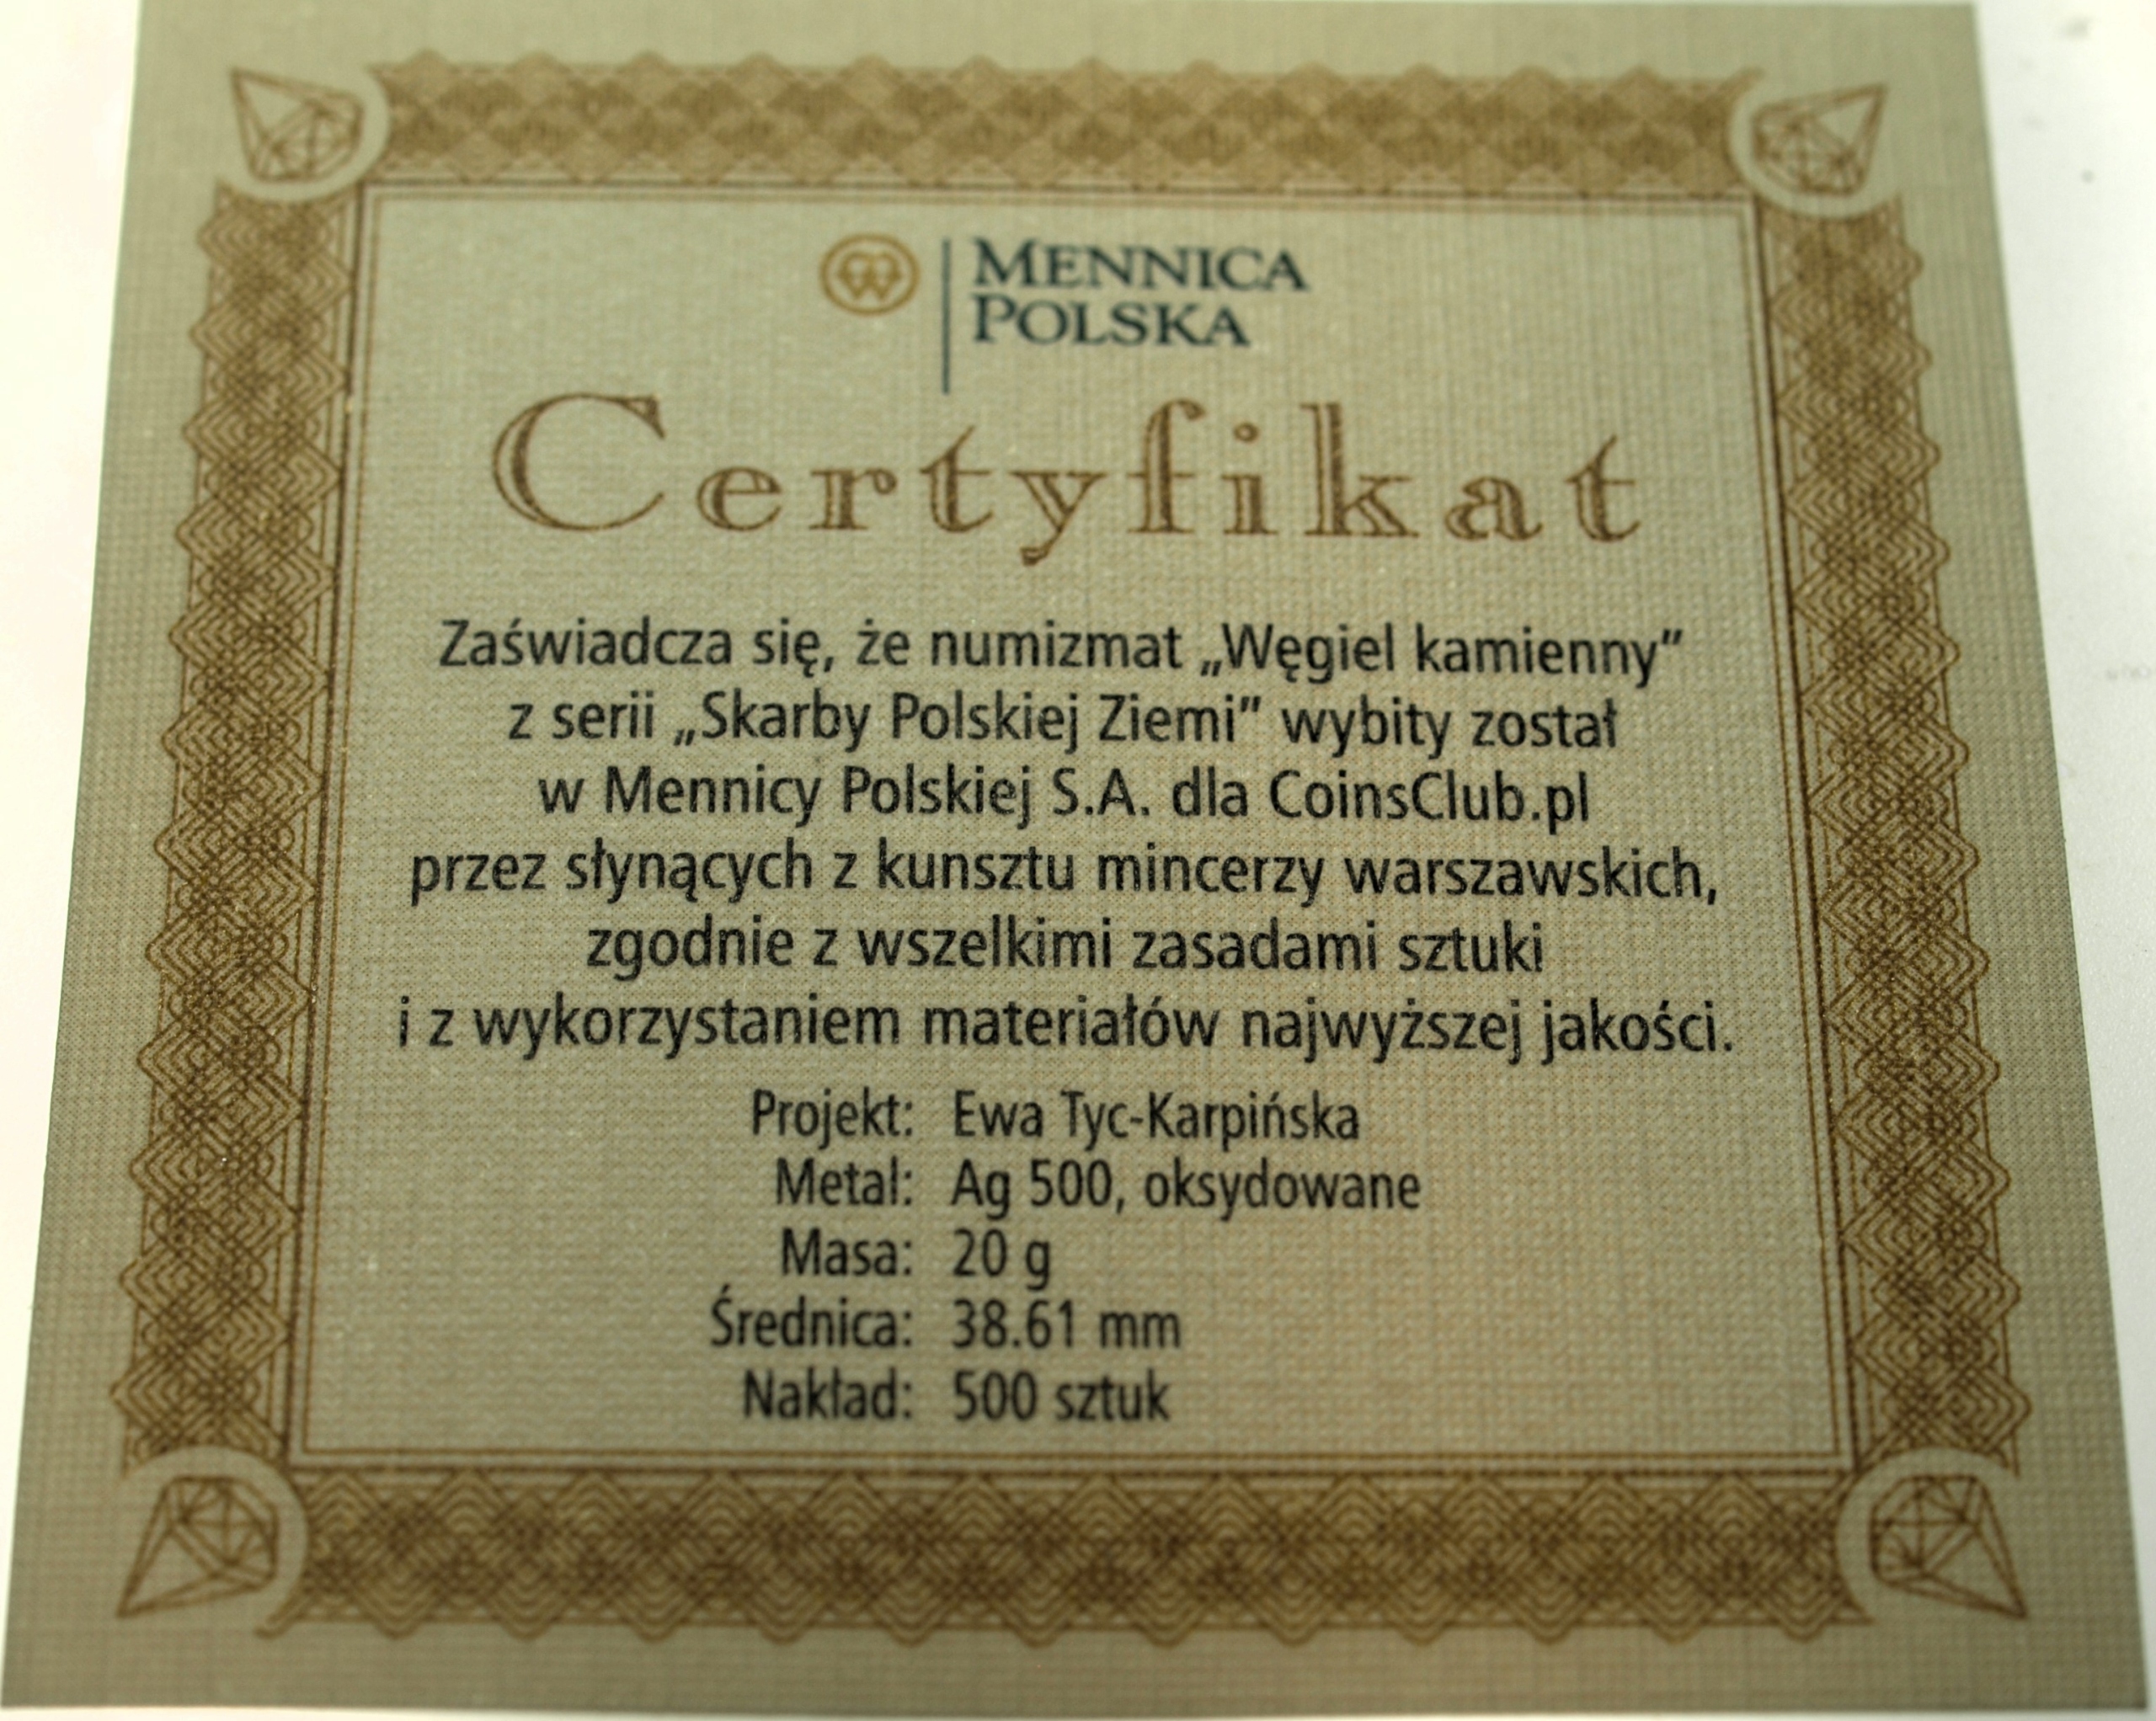 MENNICA
POLSKA
Certyfikat
Zaświadcza się, że numizmat „Węgiel kamienny”
z serii „Skarby Polskiej Ziemi” wybity został
w Mennicy Polskiej S.A. dla CoinsClub.pl
przez słynących z kunsztu mincerzy warszawskich,
zgodnie z wszelkimi zasadami sztuki
i z wykorzystaniem materiałów najwyższej jakości.
Projekt: Ewa Tyc-Karpińska
Metal: Ag 500, oksydowane
Masa: 20 g
Średnica: 38.61 mm
Nakład: 500 sztuk